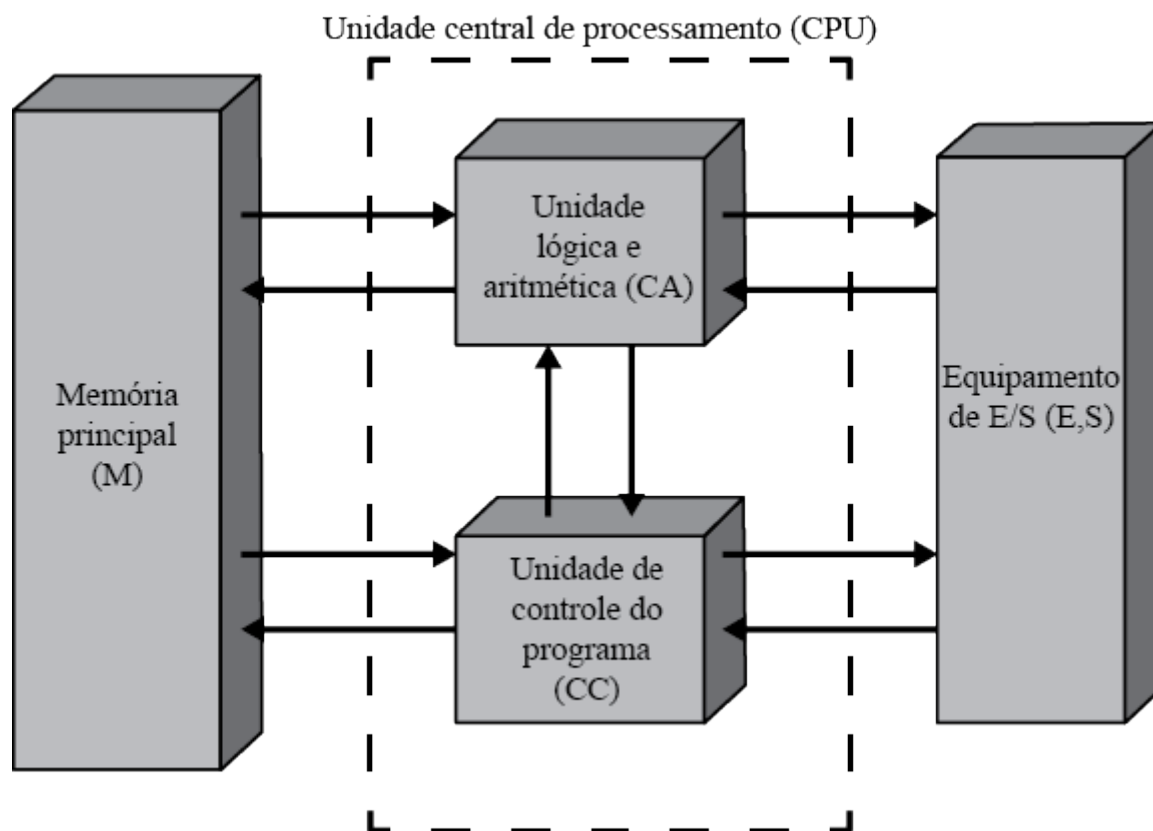 Unidade central de processamento (CPU)
Memória
principal
(M)
Unidade
lógica e
aritmética (CA)
Unidade de
controle do
programa
(CC)
Equipamento
de E/S (E,S)